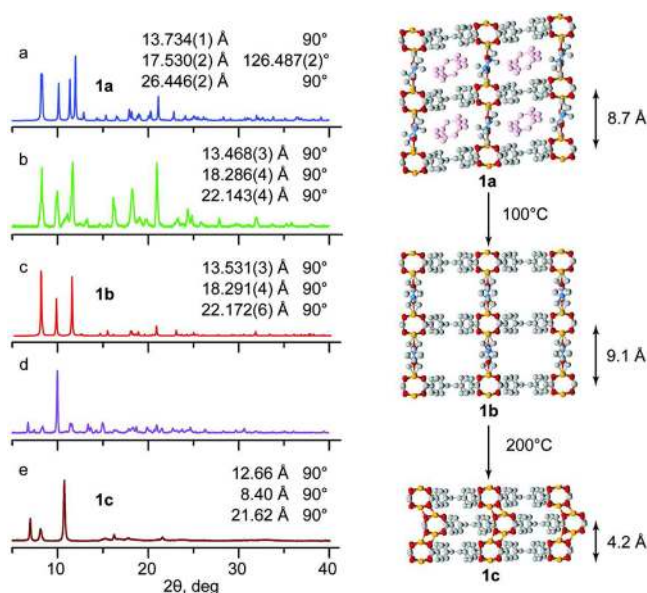 a
13.734(1) Å 90°
1a 17.530(2) Å 126.487(2)°
26.446(2) Å 90°
b
13.468(3) Å 90°
18.286(4) Å 90°
22.143(4) Å 90°
c
13.531(3) Å 90°
1b 18.291(4) Å 90°
22.172(6) Å 90°
d
e
12.66 Å 90°
1c 8.40 Å 90°
21.62 Å 90°
10 20 30 40
2θ, deg
8.7 Å
1a
100°C
9.1 Å
1b
200°C
4.2 Å
1c